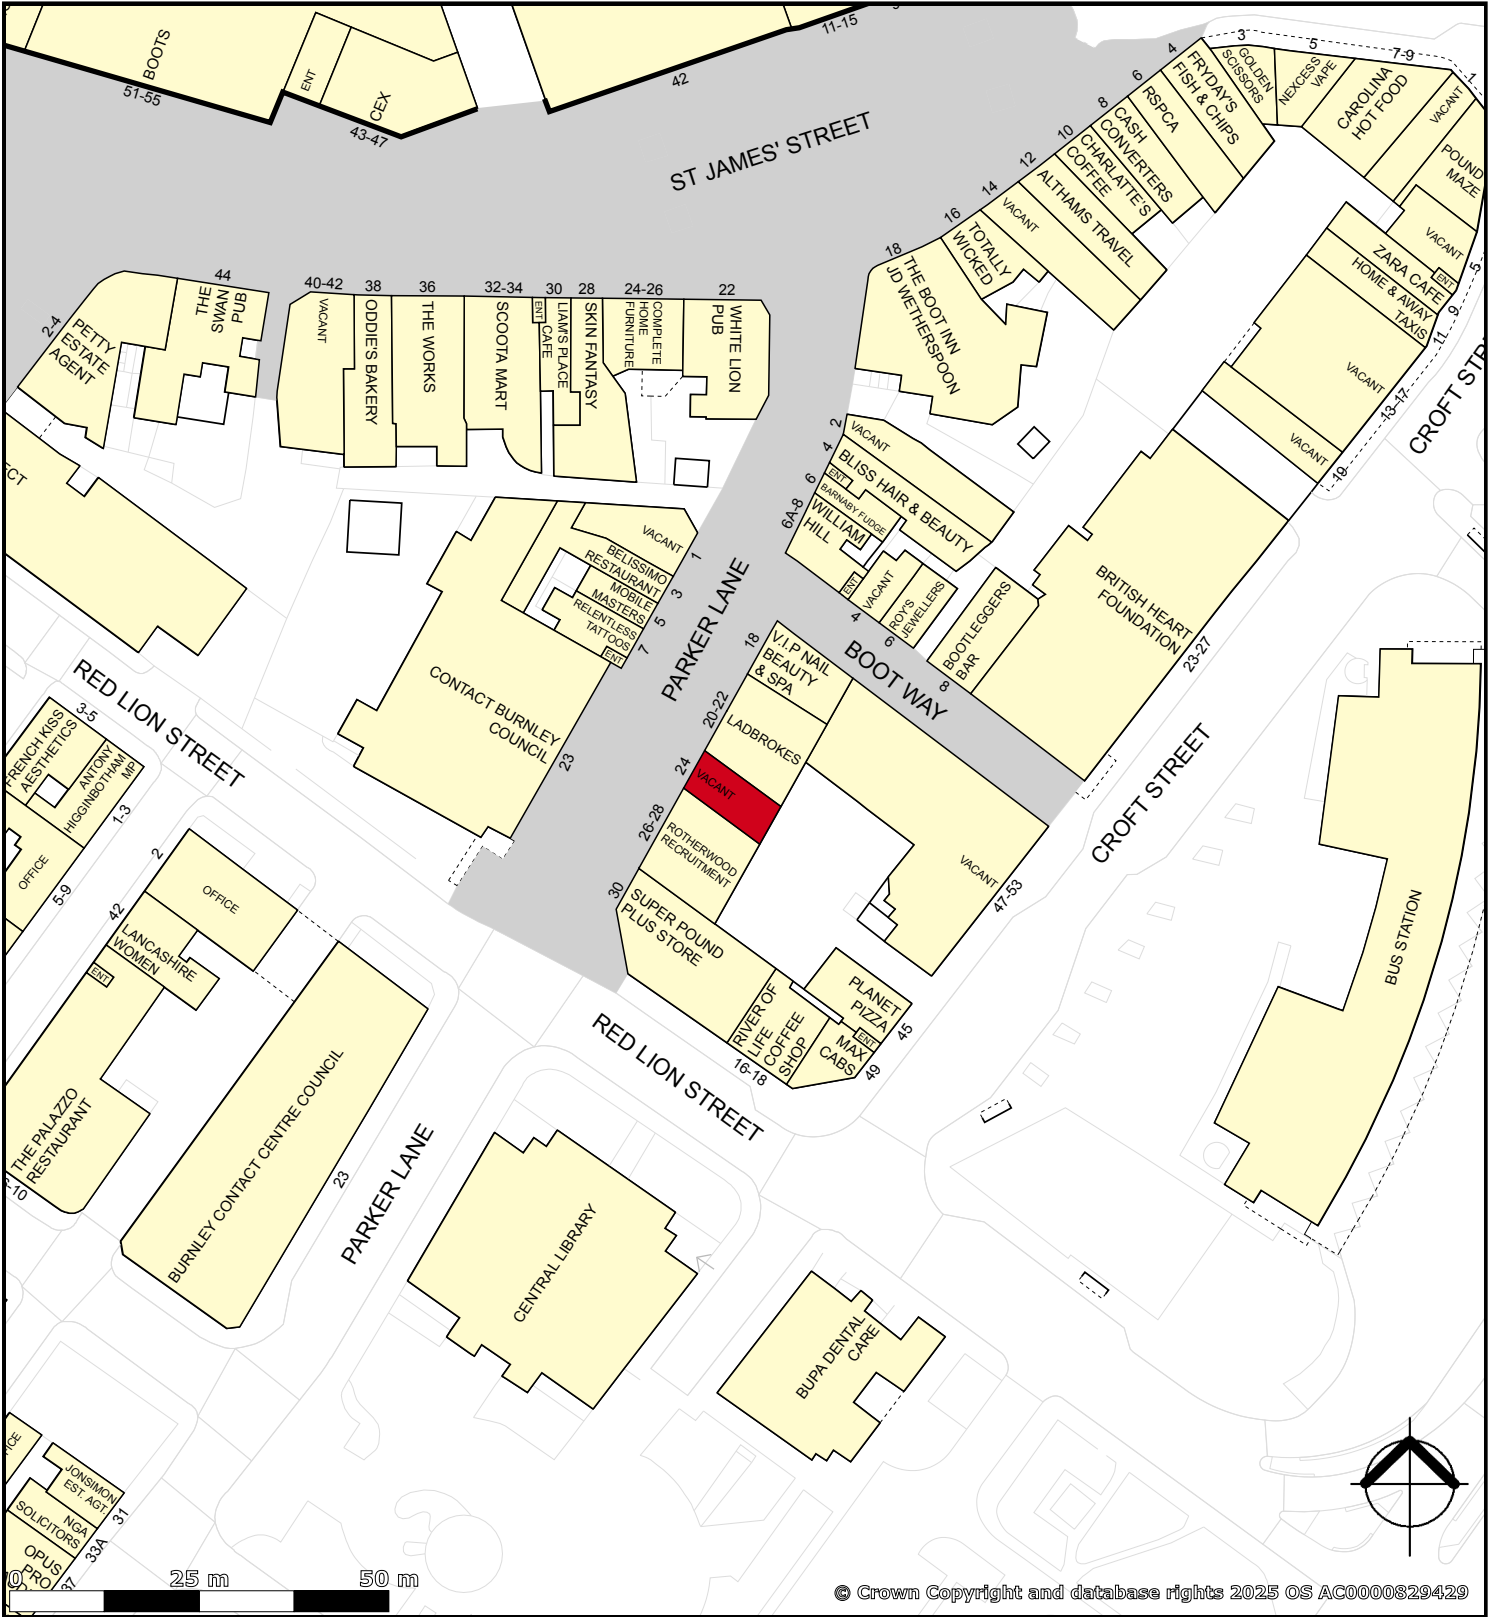 BOOTS
51-55
ENT
CEX
43-47
42
11-15
ST JAMES' STREET
4
FRYDAY'S
FISH & CHIPS
3
GOLDEN
SCISSORS
5
NEXCESS
VAPE
7-9
CAROLINA
HOT FOOD
1
VACANT
POUND
MAZE
VACANT
ENT
5
ZARA CAFE
9
HOME & AWAY
TAXIS
11
VACANT
13-17
VACANT
19
6
RSPCA
8
CASH
CONVERTERS
10
CHARLATTE'S
COFFEE
12
ALTHAMS TRAVEL
14
VACANT
16
TOTALLY
WICKED
18
THE BOOT INN
JD WETHERSPOON
2-4
PETTY
ESTATE
AGENT
44
THE
SWAN
PUB
40-42
VACANT
38
ODDIE'S BAKERY
36
THE WORKS
32-34
SCOOTA MART
ENT
30
LIAM'S PLACE
CAFE
28
SKIN FANTASY
24-26
COMPLETE
HOME
FURNITURE
22
WHITE LION
PUB
2
VACANT
4
BLISS HAIR & BEAUTY
ENT
6
BARNABY FUDGE
6A-8
WILLIAM
HILL
ENT
4
VACANT
6
ROY'S
JEWELLERS
8
BOOTLEGGERS
BAR
BRITISH HEART
FOUNDATION
23-27
CROFT STR
ECT
VACANT
1
BELISSIMO
RESTAURANT
3
MOBILE
MASTERS
5
RELENTLESS
TATTOOS
ENT
7
CONTACT BURNLEY
COUNCIL
23
PARKER LANE
BOOT WAY
18
V.I.P NAIL
BEAUTY
& SPA
20-22
LADBROKES
24
VACANT
26-28
ROTHERWOOD
RECRUITMENT
30
SUPER POUND
PLUS STORE
VACANT
47-53
CROFT STREET
PLANET
PIZZA
45
RIVER OF
LIFE
COFFEE
SHOP
16-18
ENT
MAX
CABS
49
RED LION STREET
RED LION STREET
3-5
FRENCH KISS
AESTHETICS
ANTONY
HIGGINBOTHAM
MP
1-3
OFFICE
5-9
2
OFFICE
42
LANCASHIRE
WOMEN
ENT
THE PALAZZO
RESTAURANT
-10
BURNLEY CONTACT CENTRE COUNCIL
23
PARKER LANE
CENTRAL LIBRARY
BUPA DENTAL
CARE
BUS STATION
ICE
JONSIMON
EST. AGT.
31
NGA
SOLICITORS
33A
OPUS
PRO
37
0
25 m
50 m
© Crown Copyright and database rights 2025 OS AC0000829429